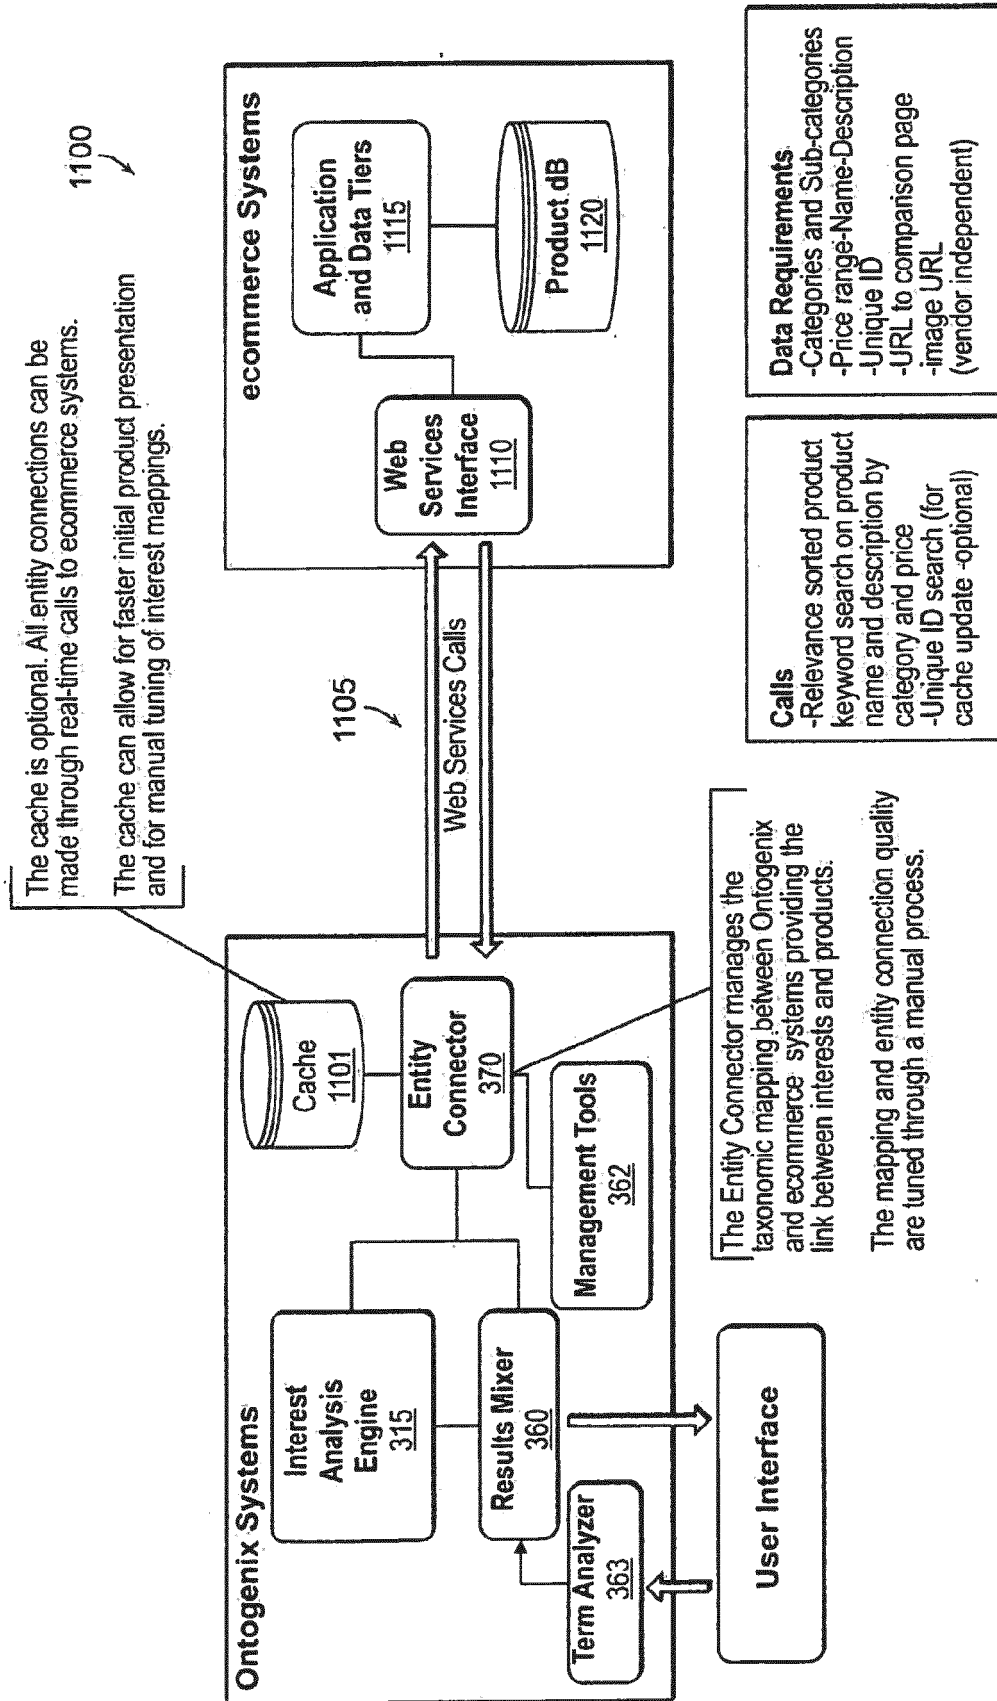 1100
The cache is optional. All entity connections can be
made through real-time calls to ecommerce systems.
The cache can allow for faster initial product presentation
and for manual tuning of interest mappings.
Ontogenix Systems
Interest
Analysis
Engine
315
Cache
1101
Entity
Connector
370
Results Mixer
360
Term Analyzer
363
Management Tools
362
User Interface
1105
Web Services Calls
ecommerce Systems
Web
Services
Interface
1110
Application
and Data Tiers
1115
Product dB
1120
The Entity Connector manages the
taxonomic mapping between Ontogenix
and ecommerce systems providing the
link between interests and products.
The mapping and entity connection quality
are tuned through a manual process.
Calls
-Relevance sorted product
keyword search on product
name and description by
category and price
-Unique ID search (for
cache update -optional)
Data Requirements
-Categories and Sub-categories
-Price range-Name-Description
-Unique ID
-URL to comparison page
-image URL
(vendor independent)